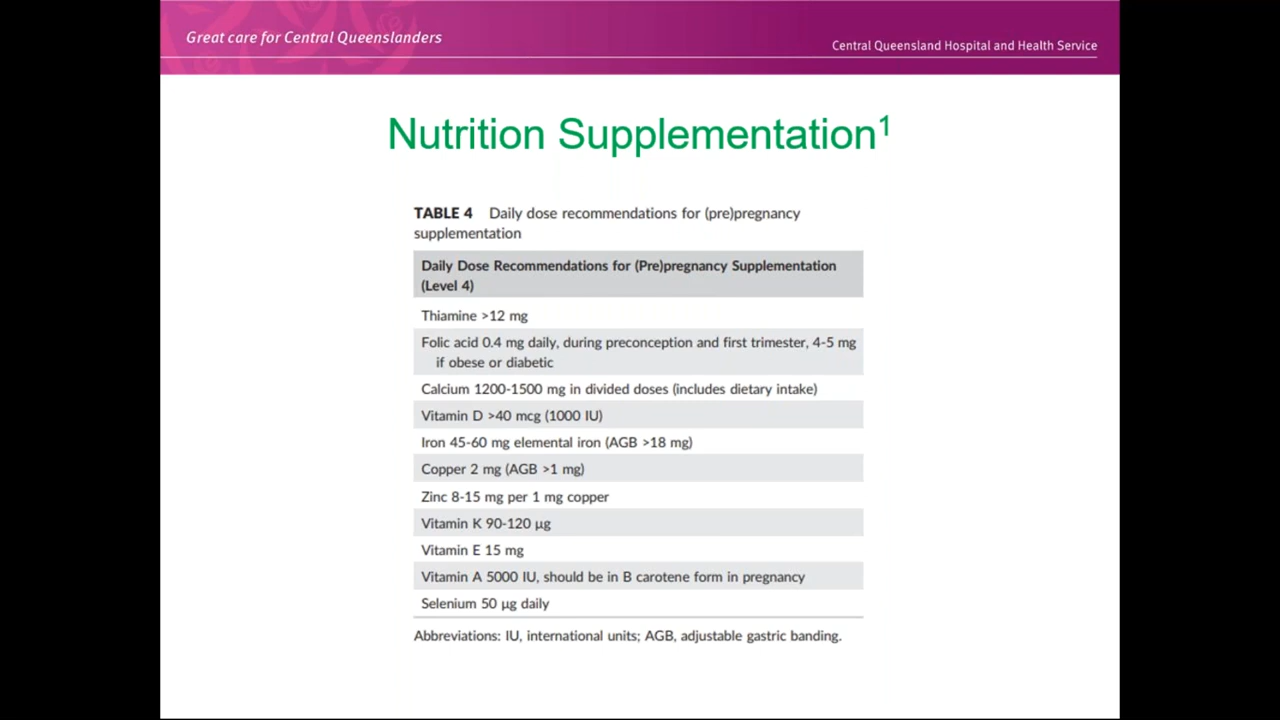 Great care for Central Queenslanders
Central Queensland Hospital and Health Service
Nutrition Supplementation¹
TABLE 4 Daily dose recommendations for (pre)pregnancy
supplementation
Daily Dose Recommendations for (Pre)pregnancy Supplementation
(Level 4)
Thiamine >12 mg
Folic acid 0.4 mg daily, during preconception and first trimester, 4-5 mg
if obese or diabetic
Calcium 1200-1500 mg in divided doses (includes dietary intake)
Vitamin D >40 mcg (1000 IU)
Iron 45-60 mg elemental iron (AGB >18 mg)
Copper 2 mg (AGB >1 mg)
Zinc 8-15 mg per 1 mg copper
Vitamin K 90-120 μg
Vitamin E 15 mg
Vitamin A 5000 IU, should be in B carotene form in pregnancy
Selenium 50 μg daily
Abbreviations: IU, international units; AGB, adjustable gastric banding.